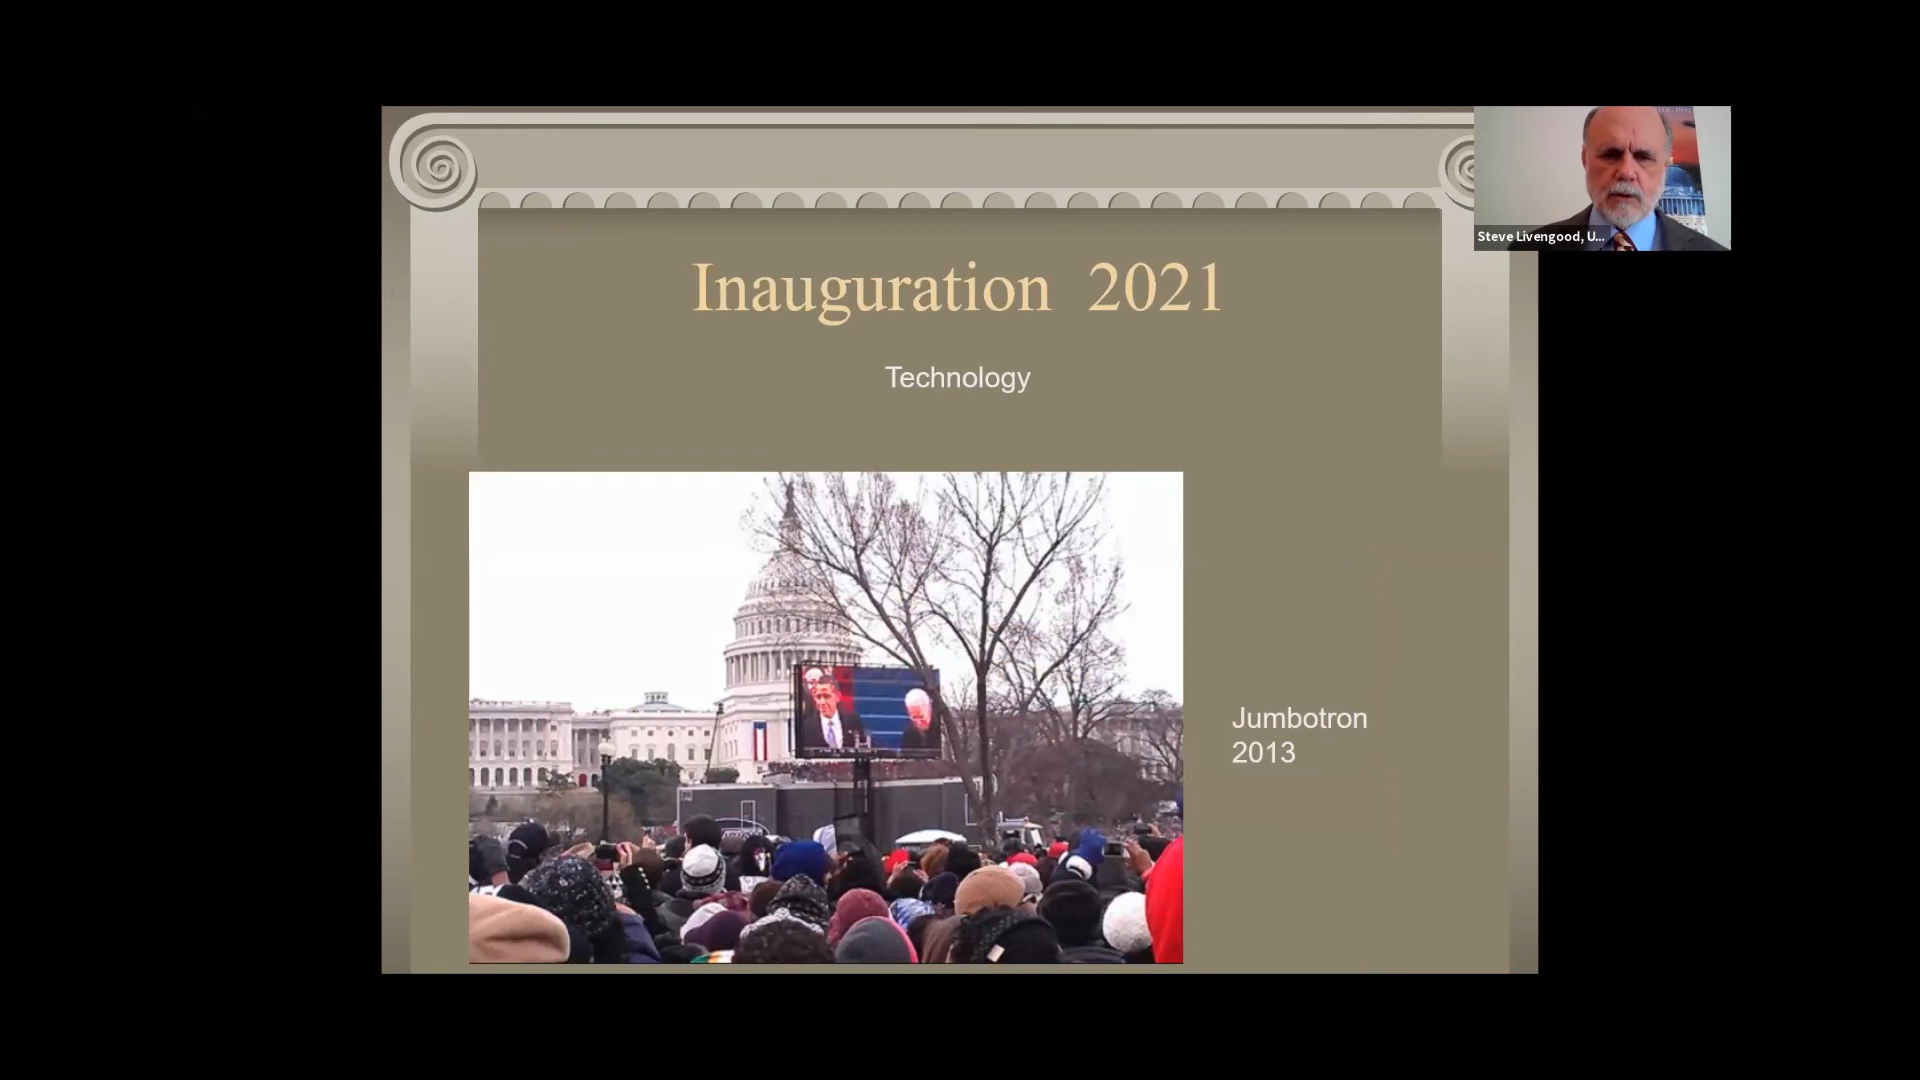 Inauguration 2021
Steve Livengood, U...
Technology
Jumbotron
2013